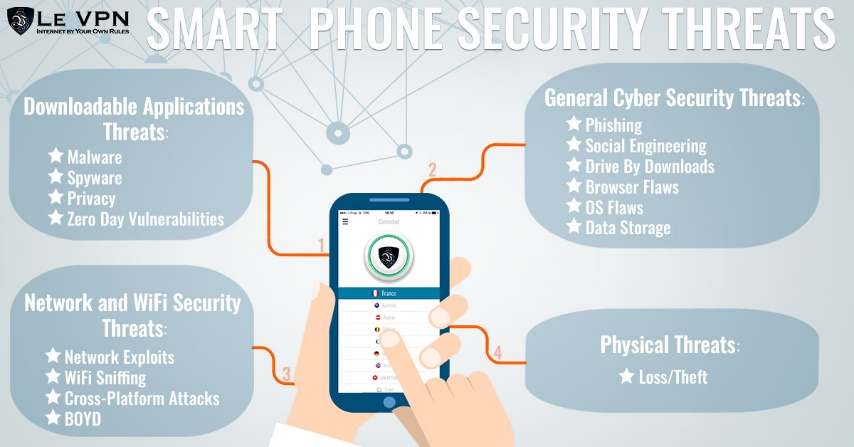 LE VPN
INTERNET BY YOUR OWN RULES
SMART PHONE SECURITY THREATS
Downloadable Applications
Threats:
Malware
Spyware
Privacy
Zero Day Vulnerabilities
1
General Cyber Security Threats:
Phishing
Social Engineering
Drive By Downloads
Browser Flaws
OS Flaws
Data Storage
2
Network and WiFi Security
Threats:
Network Exploits
WiFi Sniffing
Cross-Platform Attacks
BOYD
3
Physical Threats:
Loss/Theft
4
Connected
France
Australia
Austria